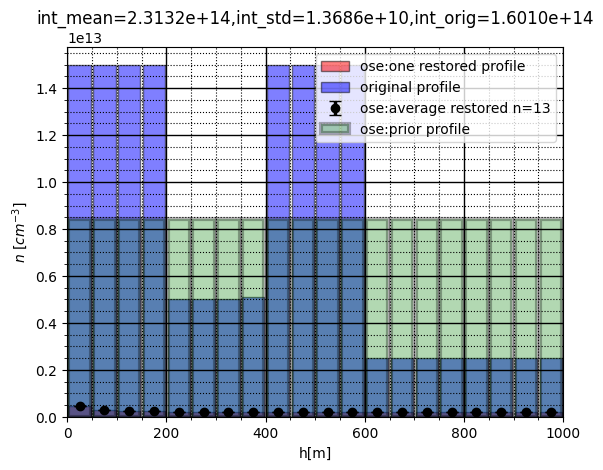 int_mean=2.3132e+14,int_std=1.3686e+10,int_orig=1.6010e+14
1e13
ose:one restored profile
original profile
ose:average restored n=13
ose:prior profile
1.4
1.2
1.0
0.8
0.6
0.4
0.2
0.0
n [cm⁻³]
0 200 400 600 800 1000
h[m]